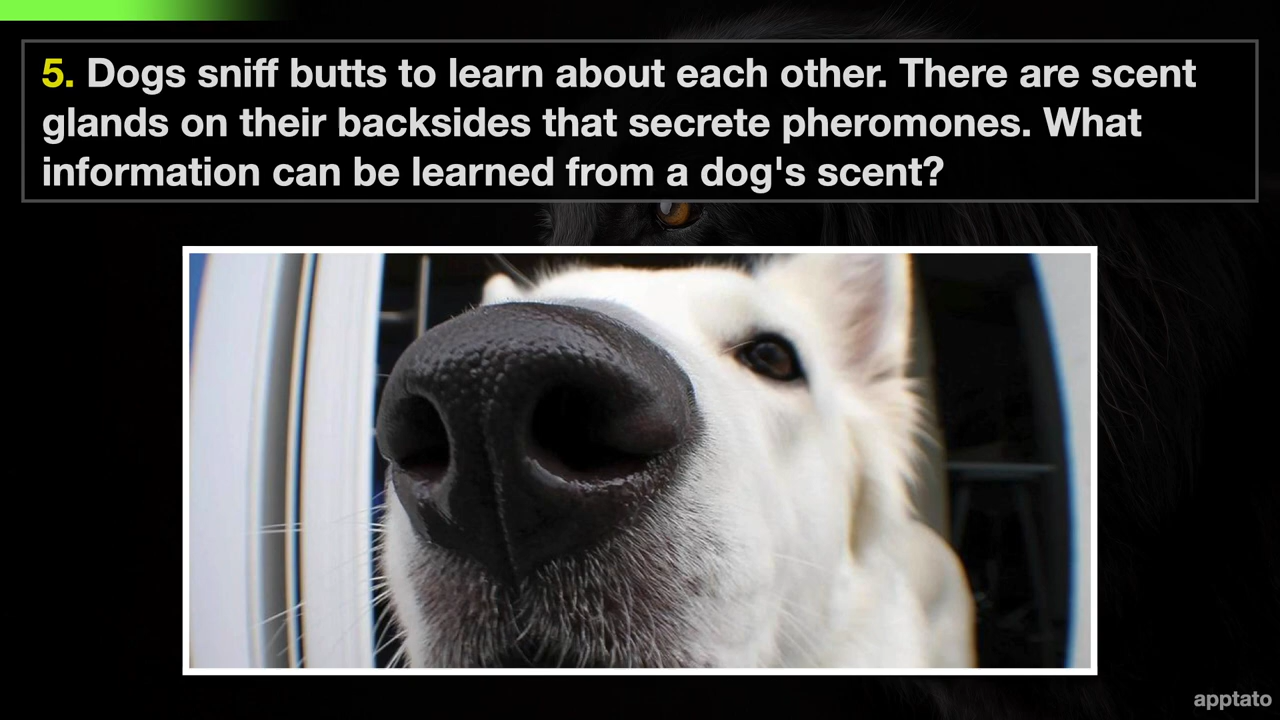 5. Dogs sniff butts to learn about each other. There are scent
glands on their backsides that secrete pheromones. What
information can be learned from a dog's scent?
apptato